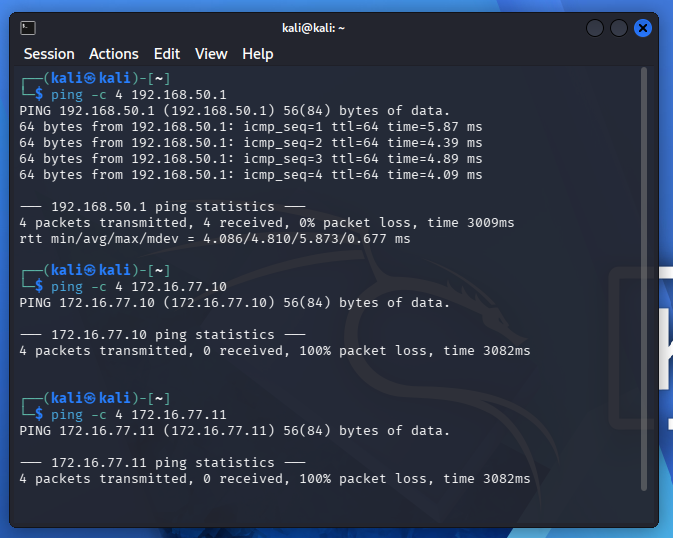 kali@kali: ~
Session Actions Edit View Help
┌──(kali㉿kali)-[~]
└─$ ping -c 4 192.168.50.1
PING 192.168.50.1 (192.168.50.1) 56(84) bytes of data.
64 bytes from 192.168.50.1: icmp_seq=1 ttl=64 time=5.87 ms
64 bytes from 192.168.50.1: icmp_seq=2 ttl=64 time=4.39 ms
64 bytes from 192.168.50.1: icmp_seq=3 ttl=64 time=4.89 ms
64 bytes from 192.168.50.1: icmp_seq=4 ttl=64 time=4.09 ms
--- 192.168.50.1 ping statistics ---
4 packets transmitted, 4 received, 0% packet loss, time 3009ms
rtt min/avg/max/mdev = 4.086/4.810/5.873/0.677 ms
┌──(kali㉿kali)-[~]
└─$ ping -c 4 172.16.77.10
PING 172.16.77.10 (172.16.77.10) 56(84) bytes of data.
--- 172.16.77.10 ping statistics ---
4 packets transmitted, 0 received, 100% packet loss, time 3082ms
┌──(kali㉿kali)-[~]
└─$ ping -c 4 172.16.77.11
PING 172.16.77.11 (172.16.77.11) 56(84) bytes of data.
--- 172.16.77.11 ping statistics ---
4 packets transmitted, 0 received, 100% packet loss, time 3082ms